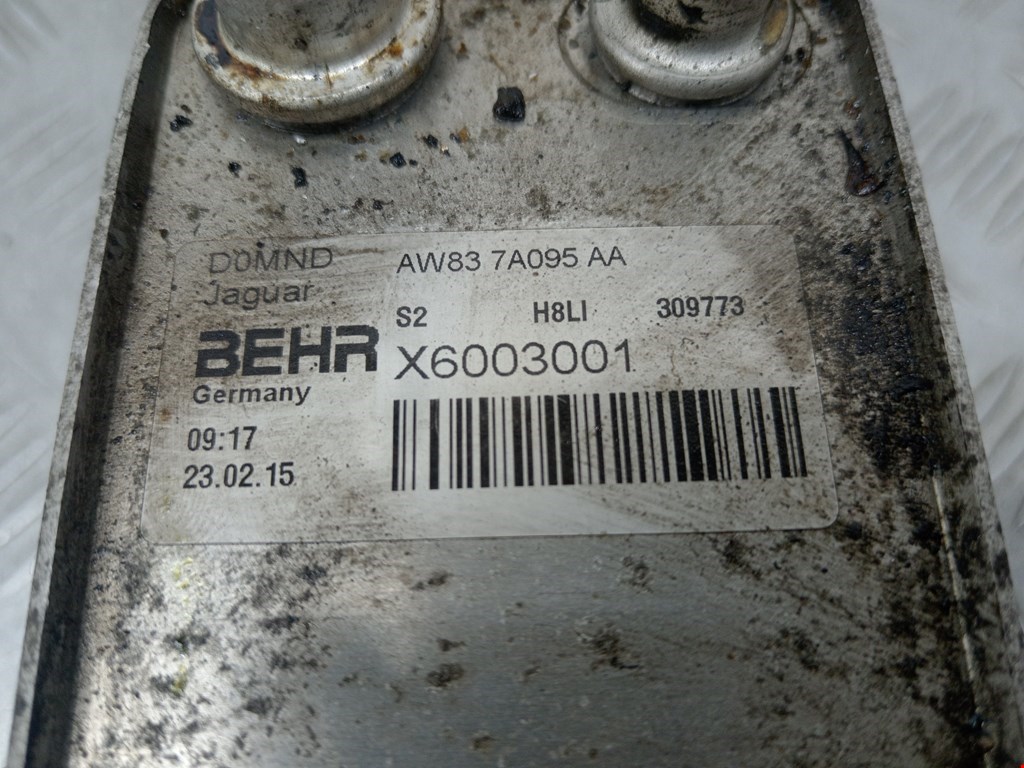 D0MND
AW83 7A095 AA
Jaguar
S2 H8LI 309773
BEHR
X6003001
Germany
09:17
23.02.15